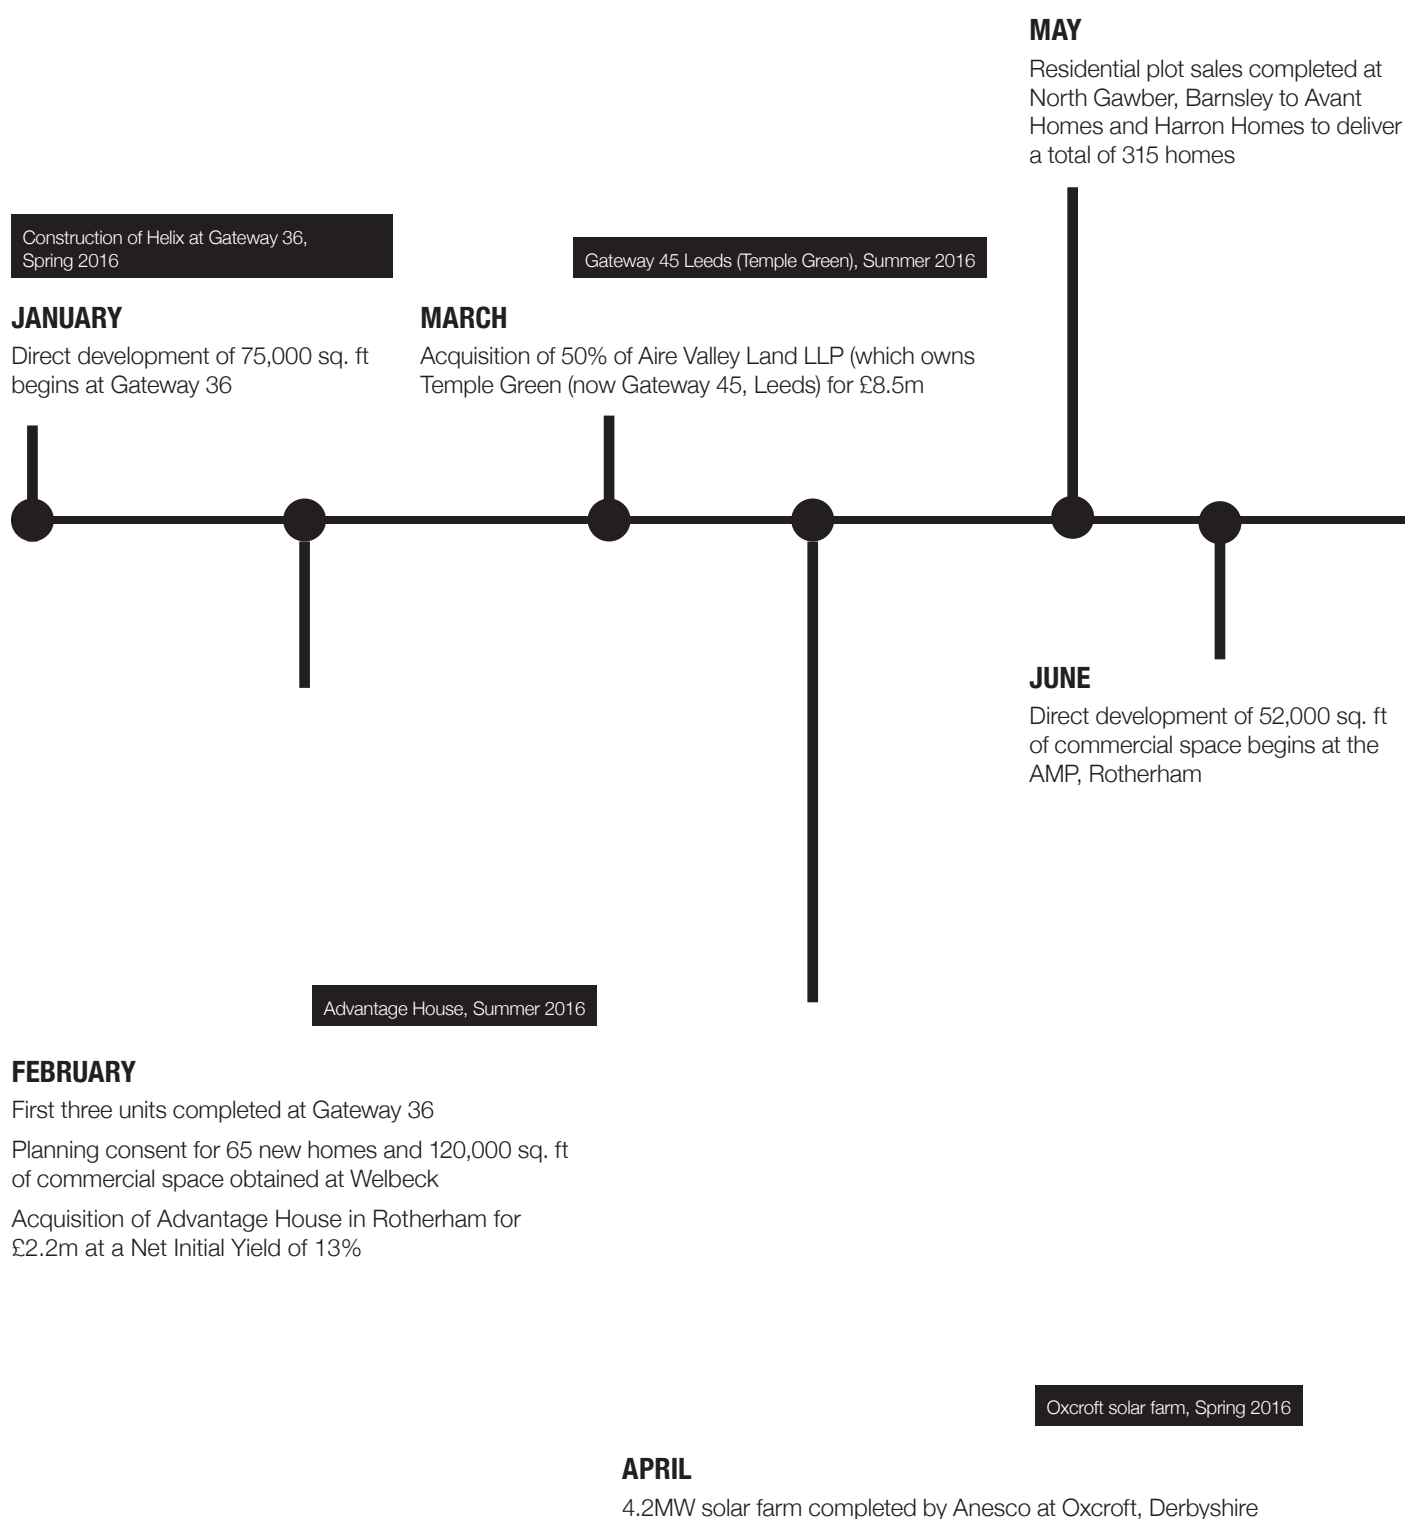 MAY
Residential plot sales completed at
North Gawber, Barnsley to Avant
Homes and Harron Homes to deliver
a total of 315 homes
Construction of Helix at Gateway 36,
Spring 2016
Gateway 45 Leeds (Temple Green), Summer 2016
JANUARY
Direct development of 75,000 sq. ft
begins at Gateway 36
MARCH
Acquisition of 50% of Aire Valley Land LLP (which owns
Temple Green (now Gateway 45, Leeds) for £8.5m
JUNE
Direct development of 52,000 sq. ft
of commercial space begins at the
AMP, Rotherham
Advantage House, Summer 2016
FEBRUARY
First three units completed at Gateway 36
Planning consent for 65 new homes and 120,000 sq. ft
of commercial space obtained at Welbeck
Acquisition of Advantage House in Rotherham for
£2.2m at a Net Initial Yield of 13%
Oxcroft solar farm, Spring 2016
APRIL
4.2MW solar farm completed by Anesco at Oxcroft, Derbyshire